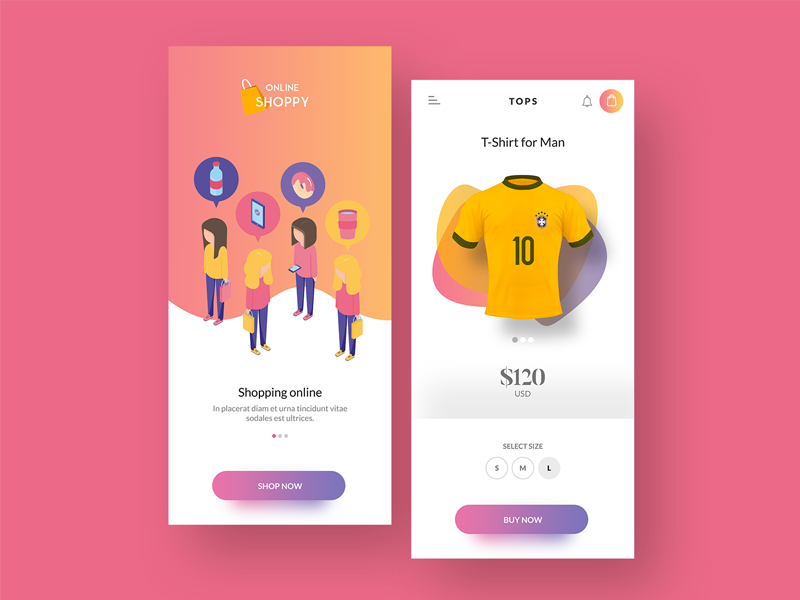 ONLINE
SHOPPY
Shopping online
In placerat diam et urna tincidunt vitae
sodales est ultrices.
SHOP NOW
TOPS
T-Shirt for Man
10
$120
USD
SELECT SIZE
S M L
BUY NOW